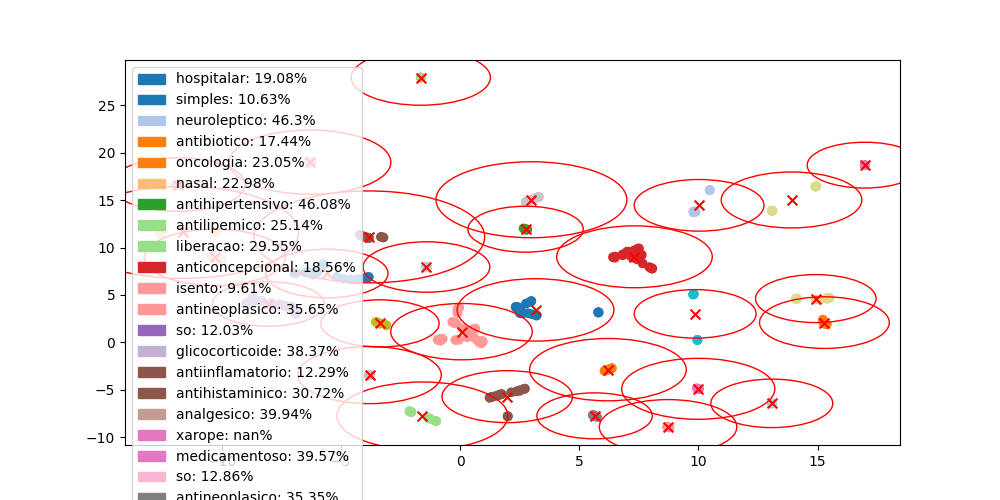 hospitalar: 19.08%
simples: 10.63%
neuroleptico: 46.3%
antibiotico: 17.44%
oncologia: 23.05%
nasal: 22.98%
antihipertensivo: 46.08%
antilipemico: 25.14%
liberacao: 29.55%
anticoncepcional: 18.56%
isento: 9.61%
antineoplasico: 35.65%
so: 12.03%
glicocorticoide: 38.37%
antiinflamatorio: 12.29%
antihistaminico: 30.72%
analgesico: 39.94%
xarope: nan%
medicamentoso: 39.57%
so: 12.86%
antineoplasico: 35.35%
25
20
15
10
5
0
−5
−10
−10 −5 0 5 10 15